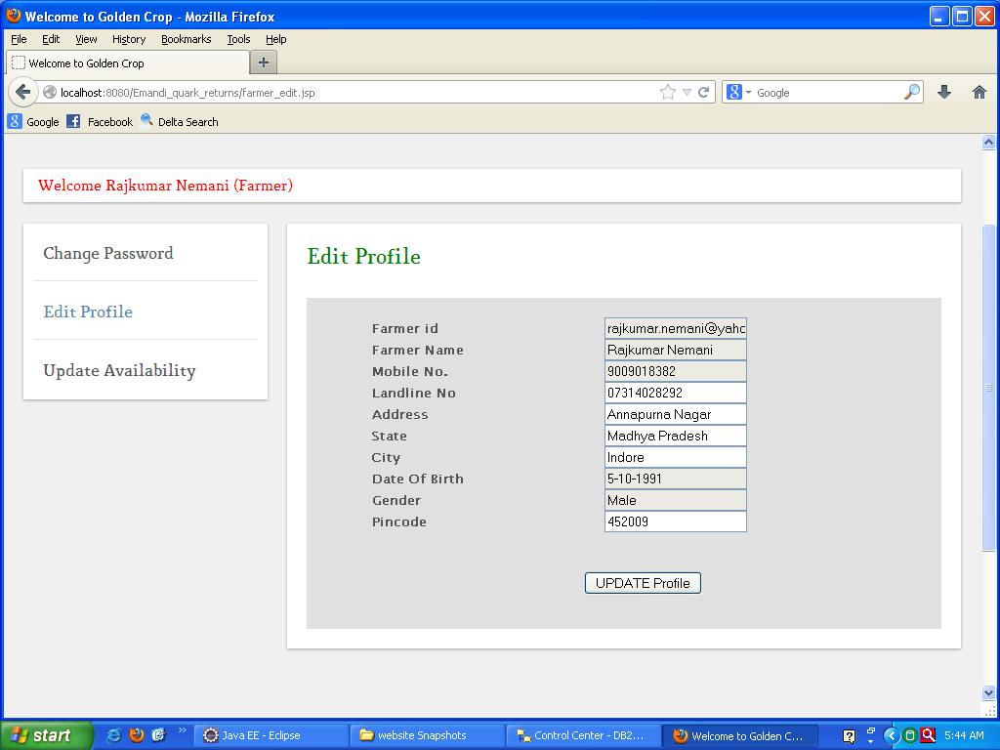 Welcome to Golden Crop - Mozilla Firefox
File Edit View History Bookmarks Tools Help
Welcome to Golden Crop +
localhost:8080/Emandi_quark_returns/farmer_edit.jsp 8 Google
8 Google f Facebook Delta Search
Welcome Rajkumar Nemani (Farmer)
Change Password
Edit Profile
Update Availability
Edit Profile
Farmer id rajkumar.nemani@yaho
Farmer Name Rajkumar Nemani
Mobile No. 9009018382
Landline No 07314028292
Address Annapurna Nagar
State Madhya Pradesh
City Indore
Date Of Birth 5-10-1991
Gender Male
Pincode 452009
UPDATE Profile
start Java EE - Eclipse website Snapshots Control Center - DB2... Welcome to Golden C... 5:44 AM